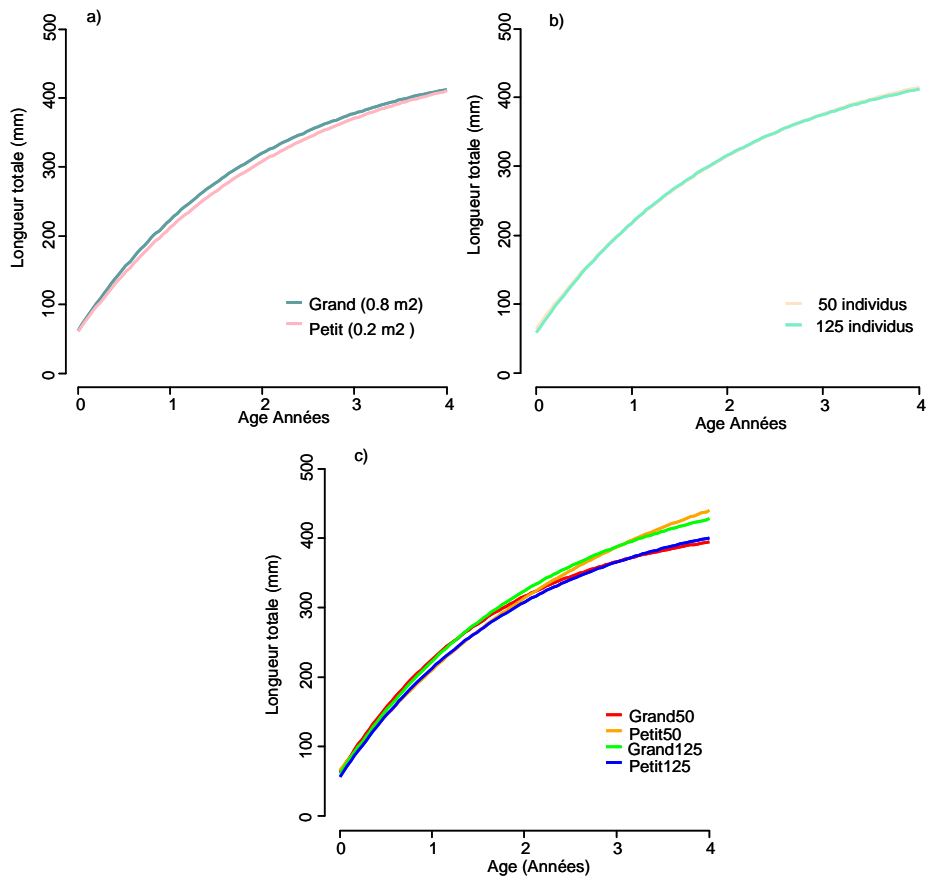 a)
500
400
300
200
100
0
Longueur totale (mm)
Grand (0.8 m2)
Petit (0.2 m2 )
0 1 2 3 4
Age Années
b)
500
400
300
200
100
0
Longueur totale (mm)
50 individus
125 individus
0 1 2 3 4
Age Années
c)
500
400
300
200
100
0
Longueur totale (mm)
Grand50
Petit50
Grand125
Petit125
0 1 2 3 4
Age (Années)